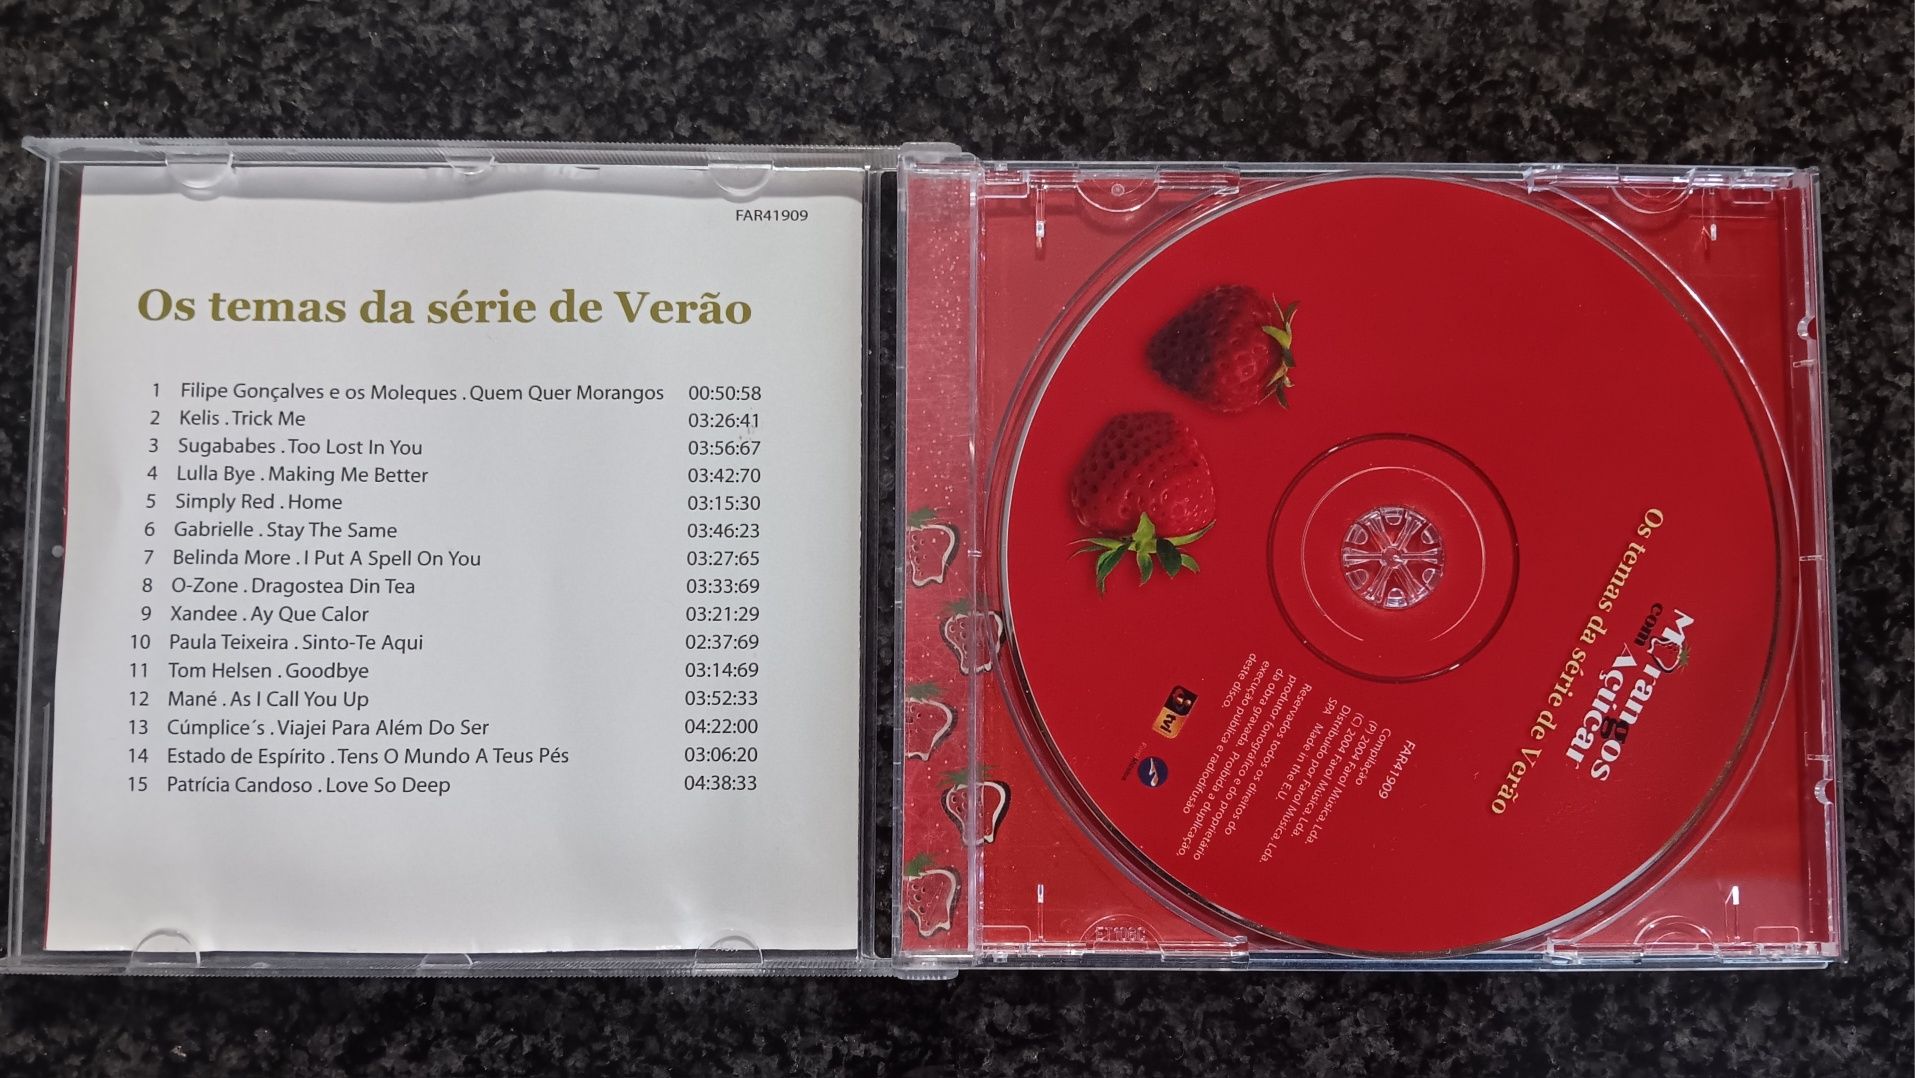 FAR41909
Os temas da série de Verão
1 Filipe Gonçalves e os Moleques . Quem Quer Morangos 00:50:58
2 Kelis . Trick Me 03:26:41
3 Sugababes . Too Lost In You 03:56:67
4 Lulla Bye . Making Me Better 03:42:70
5 Simply Red . Home 03:15:30
6 Gabrielle . Stay The Same 03:46:23
7 Belinda More . I Put A Spell On You 03:27:65
8 O-Zone . Dragostea Din Tea 03:33:69
9 Xandee . Ay Que Calor 03:21:29
10 Paula Teixeira . Sinto-Te Aqui 02:37:69
11 Tom Helsen . Goodbye 03:14:69
12 Mané . As I Call You Up 03:52:33
13 Cúmplice´s . Viajei Para Além Do Ser 04:22:00
14 Estado de Espírito . Tens O Mundo A Teus Pés 03:06:20
15 Patrícia Candoso . Love So Deep 04:38:33
Morangos
com Açúcar
Os temas da série de Verão
FAR41909
Compilação
(P) 2004 Farol Música, Lda.
(C) 2004 Farol Música, Lda.
Distribuído por Farol Música, Lda.
SPA Made in the E.U.
Reservados todos os direitos do
produtor fonográfico e do proprietário
da obra gravada. Proibida a duplicação,
execução pública e radiodifusão
deste disco.
tvi